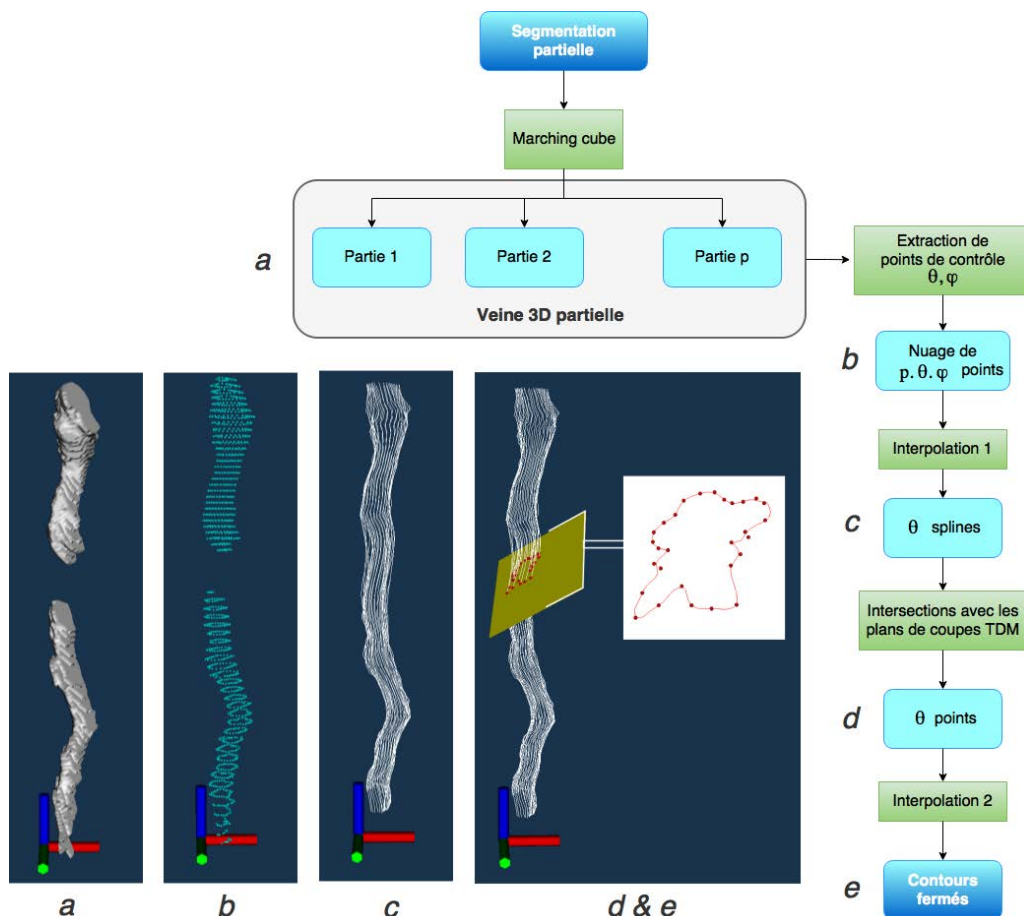 Segmentation
partielle
Marching cube
a
Partie 1
Partie 2
Partie p
Veine 3D partielle
Extraction de
points de contrôle
θ, φ
b
Nuage de
p. θ. φ points
Interpolation 1
c
θ splines
Intersections avec les
plans de coupes TDM
d
θ points
Interpolation 2
e
Contours
fermés
a
b
c
d & e